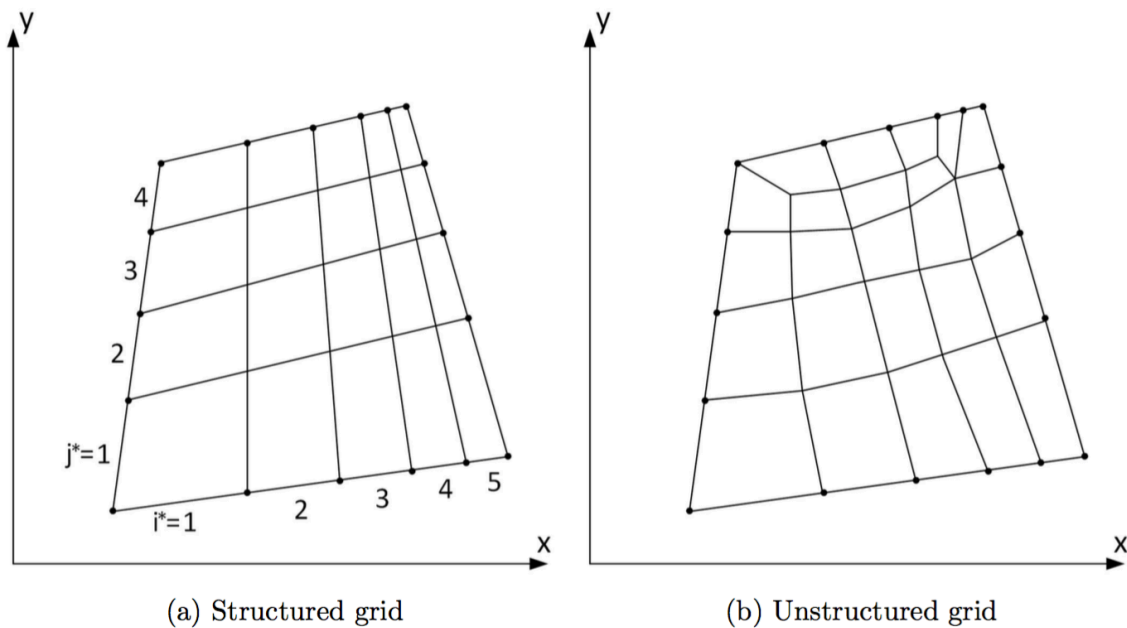 y
y
4
3
2
j*=1
i*=1
2
3
4
5
x
x
(a) Structured grid
(b) Unstructured grid